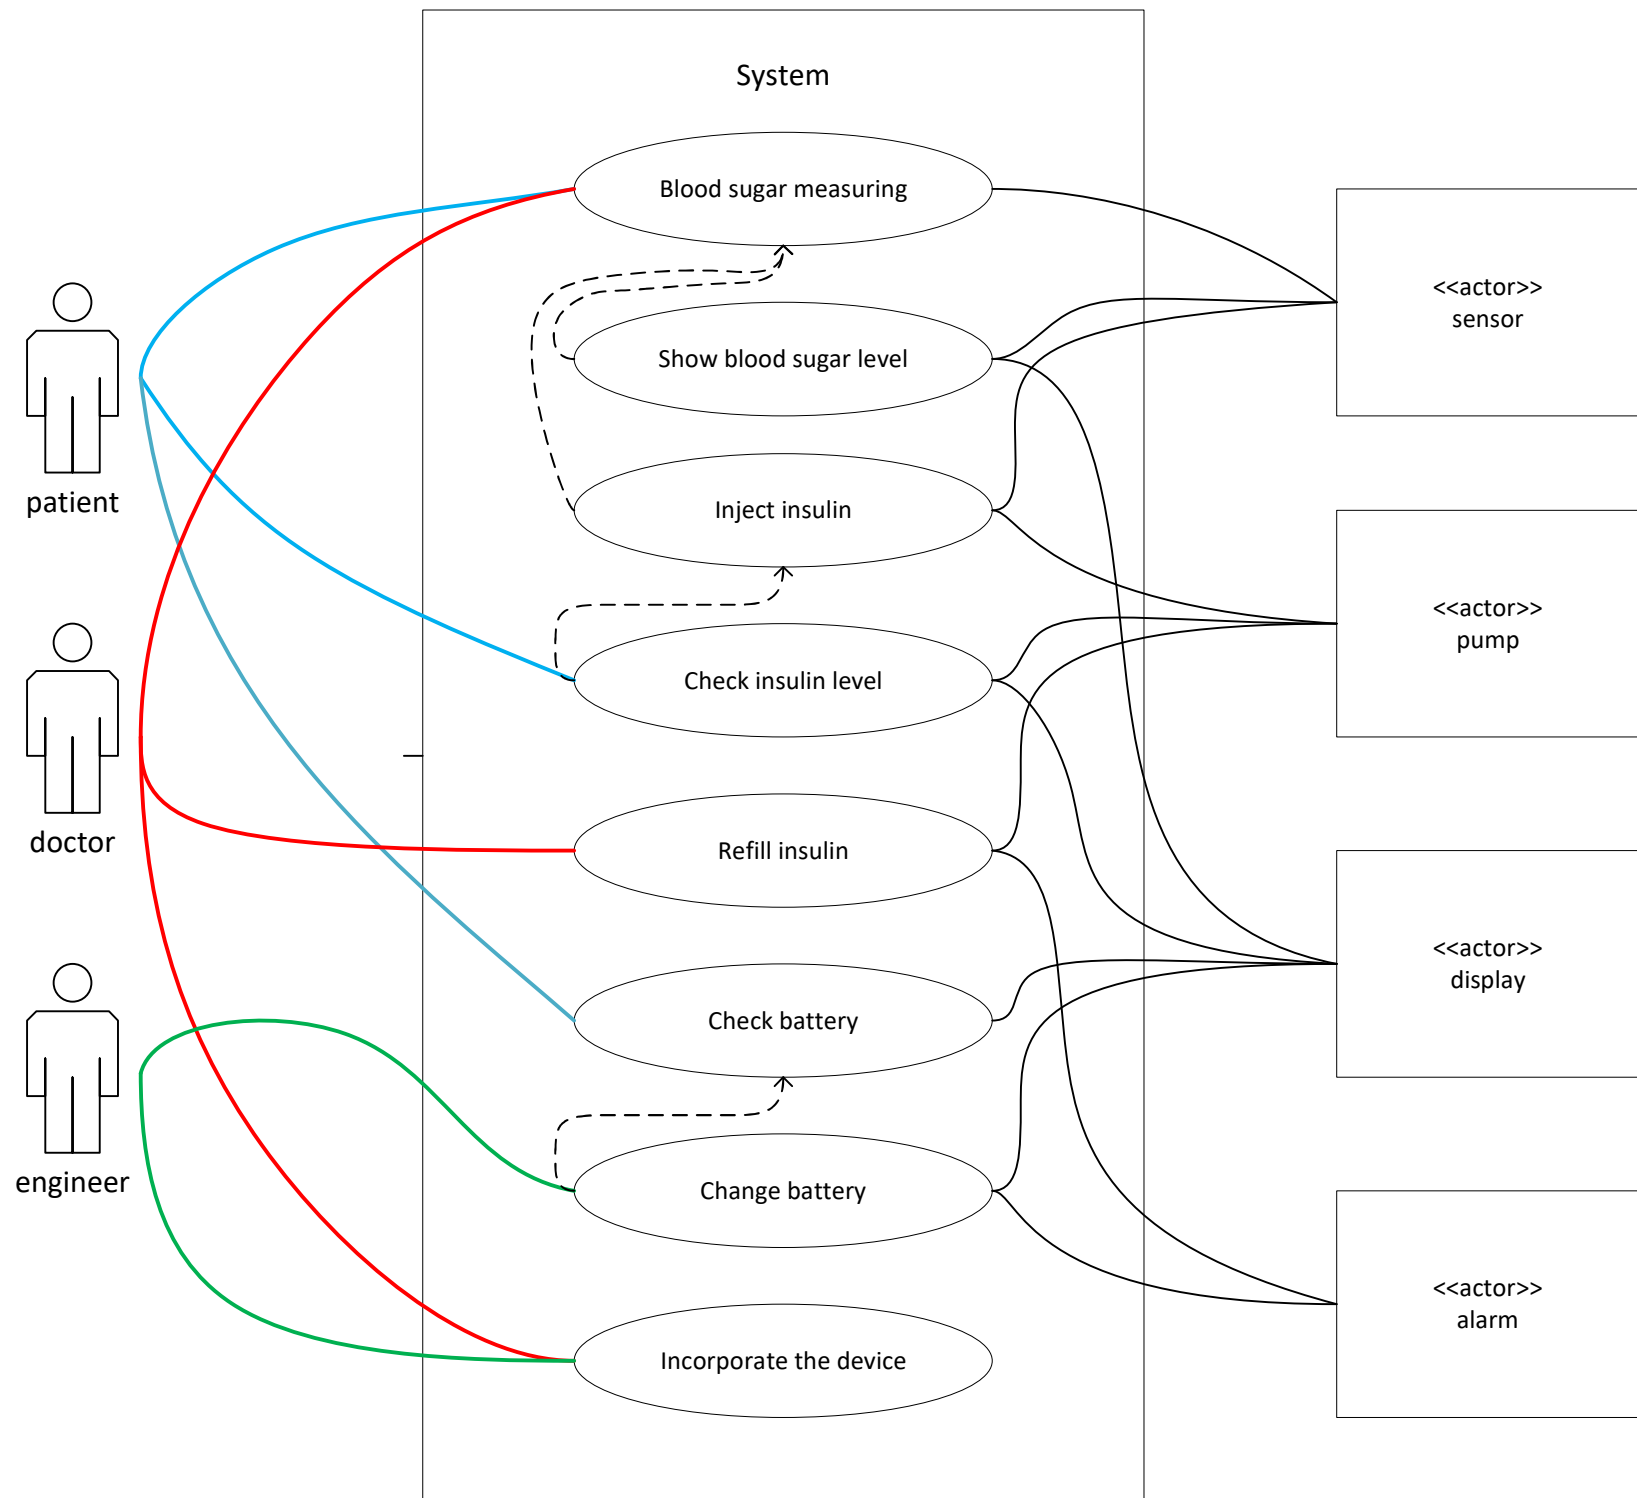 System
Blood sugar measuring
Show blood sugar level
Inject insulin
Check insulin level
Refill insulin
Check battery
Change battery
Incorporate the device
patient
doctor
engineer
<<actor>>
sensor
<<actor>>
pump
<<actor>>
display
<<actor>>
alarm